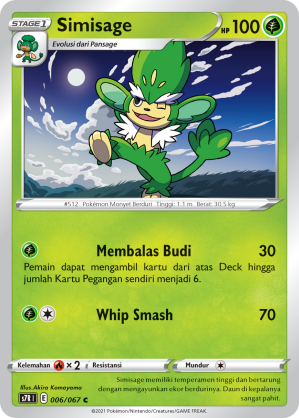 STAGE1 Simisage HP 100
Evolusi dari Pansage
#512 Pokémon Monyet Berduri Tinggi: 1.1 m Berat: 30.5 kg
Membalas Budi 30
Pemain dapat mengambil kartu dari atas Deck hingga
jumlah Kartu Pegangan sendiri menjadi 6.
Whip Smash 70
Kelemahan ×2 Resistansi Mundur
Illus. Akira Komayama
S7R I E 006/067 C
Simisage memiliki temperamen tinggi dan bertarung
dengan mengayunkan ekor berdurinya. Daun di kepalanya
sangat pahit.
©2021 Pokémon/Nintendo/Creatures/GAME FREAK